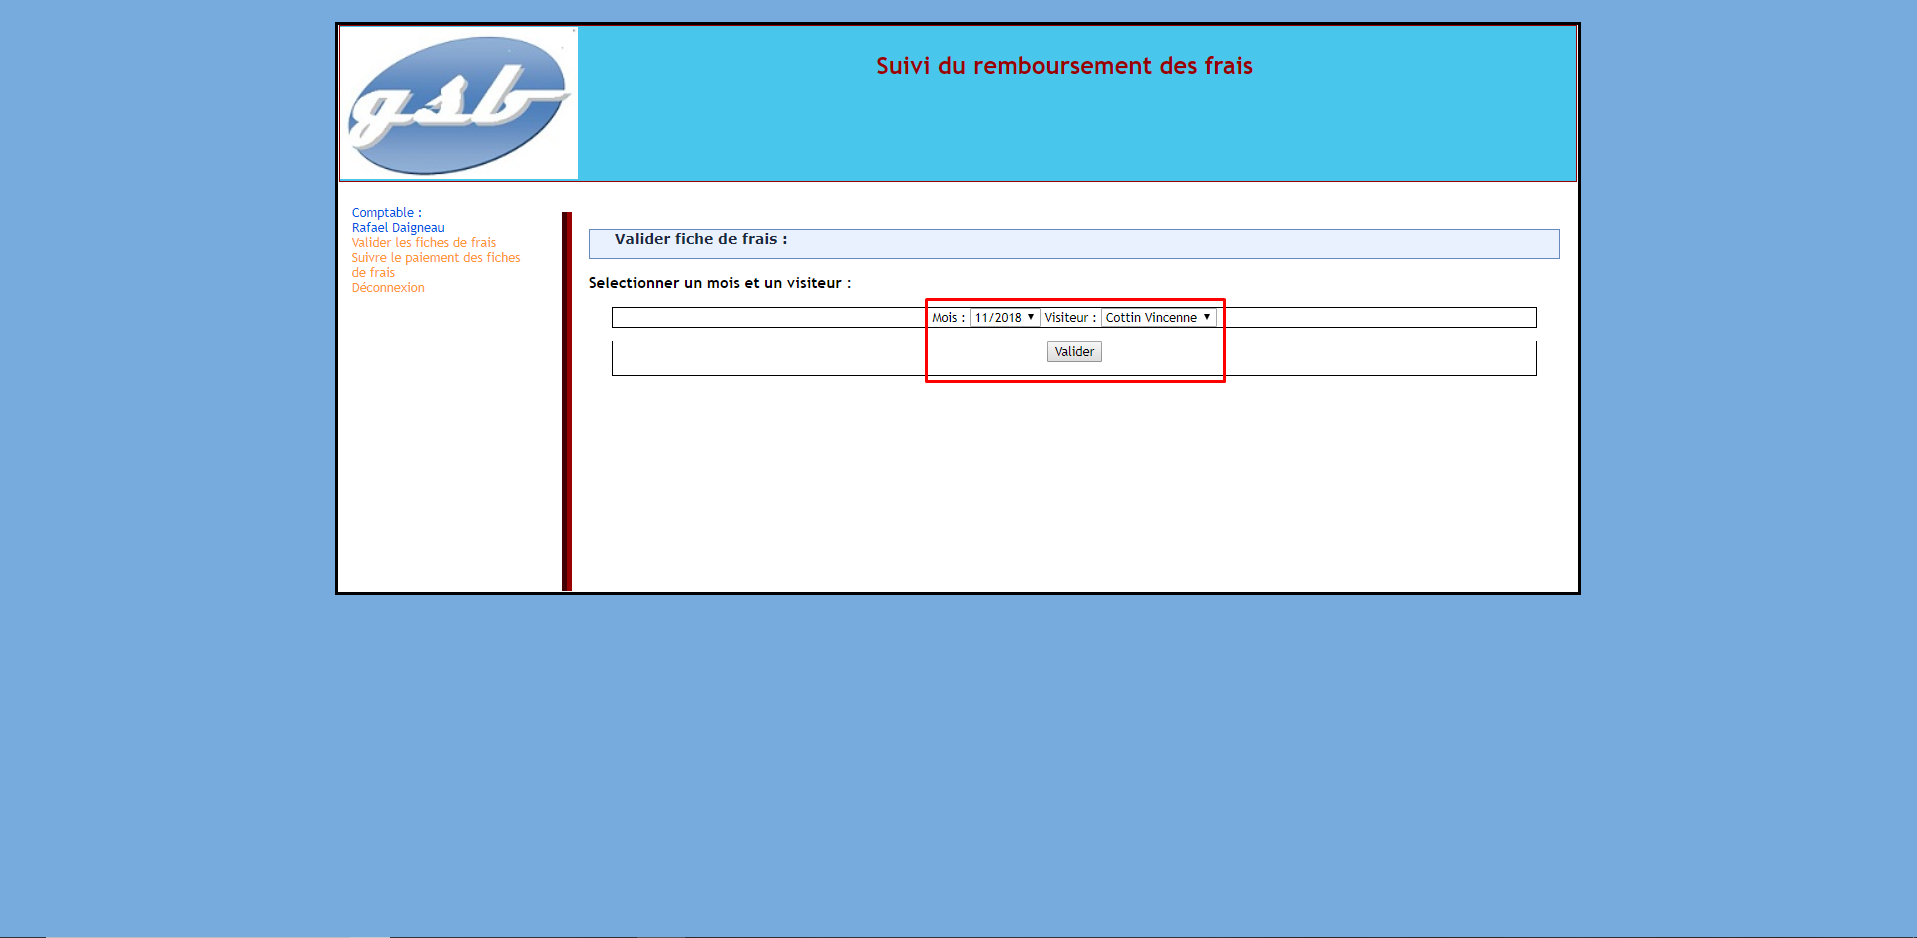 gsb
Suivi du remboursement des frais
Comptable :
Rafael Daigneau
Valider les fiches de frais
Suivre le paiement des fiches
de frais
Déconnexion
Valider fiche de frais :
Selectionner un mois et un visiteur :
Mois : 11/2018 Visiteur : Cottin Vincenne
Valider